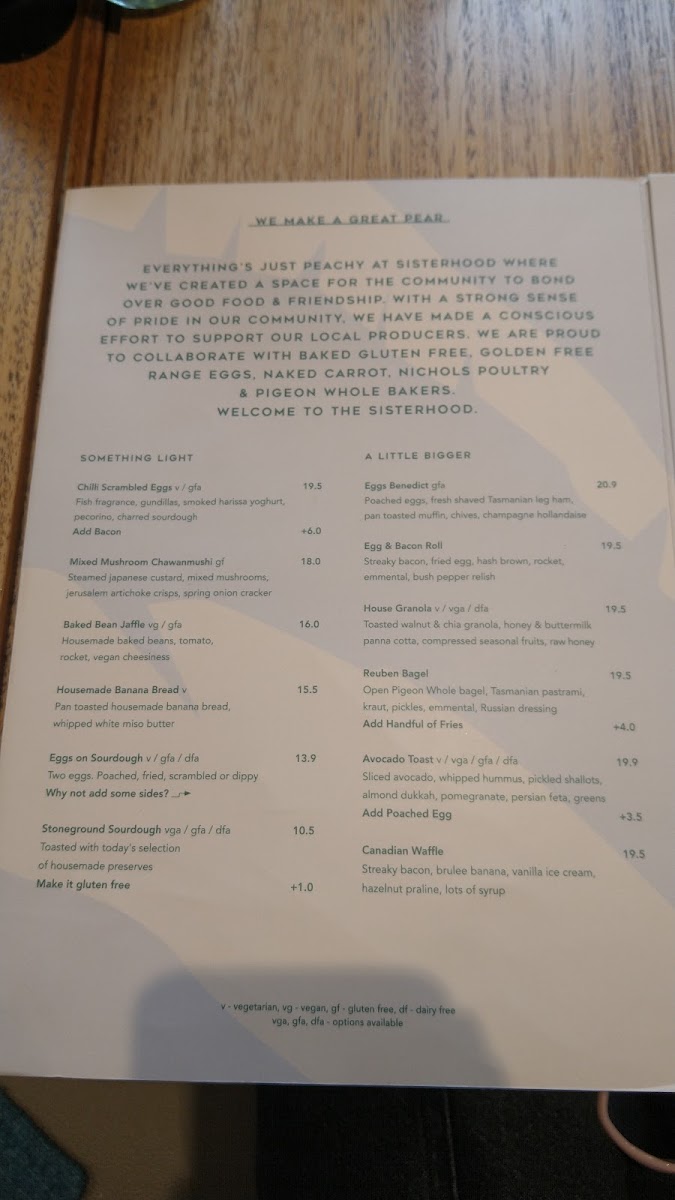 WE MAKE A GREAT PEAR
EVERYTHING'S JUST PEACHY AT SISTERHOOD WHERE
WE'VE CREATED A SPACE FOR THE COMMUNITY TO BOND
OVER GOOD FOOD & FRIENDSHIP. WITH A STRONG SENSE
OF PRIDE IN OUR COMMUNITY, WE HAVE MADE A CONSCIOUS
EFFORT TO SUPPORT OUR LOCAL PRODUCERS. WE ARE PROUD
TO COLLABORATE WITH BAKED GLUTEN FREE, GOLDEN FREE
RANGE EGGS, NAKED CARROT, NICHOLS POULTRY
& PIGEON WHOLE BAKERS.
WELCOME TO THE SISTERHOOD.
SOMETHING LIGHT
Chilli Scrambled Eggs v / gfa 19.5
Fish fragrance, gundillas, smoked harissa yoghurt,
pecorino, charred sourdough
Add Bacon +6.0
Mixed Mushroom Chawanmushi gf 18.0
Steamed japanese custard, mixed mushrooms,
jerusalem artichoke crisps, spring onion cracker
Baked Bean Jaffle vg / gfa 16.0
Housemade baked beans, tomato,
rocket, vegan cheesiness
Housemade Banana Bread v 15.5
Pan toasted housemade banana bread,
whipped white miso butter
Eggs on Sourdough v / gfa / dfa 13.9
Two eggs. Poached, fried, scrambled or dippy
Why not add some sides?
Stoneground Sourdough vga / gfa / dfa 10.5
Toasted with today's selection
of housemade preserves
Make it gluten free +1.0
A LITTLE BIGGER
Eggs Benedict gfa 20.9
Poached eggs, fresh shaved Tasmanian leg ham,
pan toasted muffin, chives, champagne hollandaise
Egg & Bacon Roll 19.5
Streaky bacon, fried egg, hash brown, rocket,
emmental, bush pepper relish
House Granola v / vga / dfa 19.5
Toasted walnut & chia granola, honey & buttermilk
panna cotta, compressed seasonal fruits, raw honey
Reuben Bagel 19.5
Open Pigeon Whole bagel, Tasmanian pastrami,
kraut, pickles, emmental, Russian dressing
Add Handful of Fries +4.0
Avocado Toast v / vga / gfa / dfa 19.9
Sliced avocado, whipped hummus, pickled shallots,
almond dukkah, pomegranate, persian feta, greens
Add Poached Egg +3.5
Canadian Waffle 19.5
Streaky bacon, brulee banana, vanilla ice cream,
hazelnut praline, lots of syrup
v - vegetarian, vg - vegan, gf - gluten free, df - dairy free
vga, gfa, dfa - options available